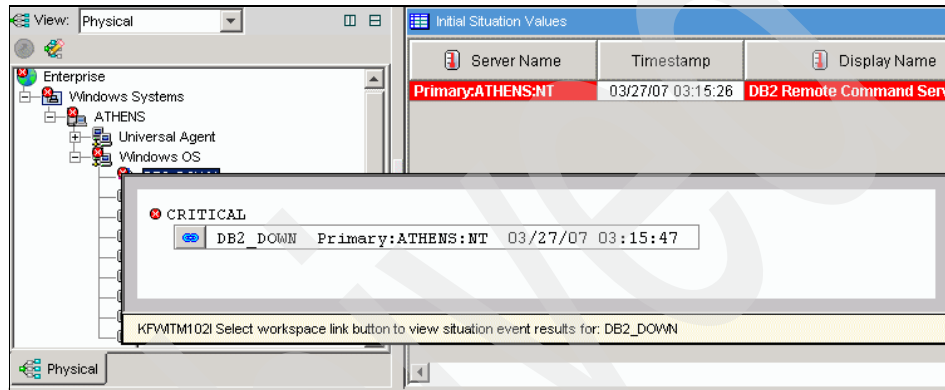 View: Physical
Enterprise
Windows Systems
ATHENS
Universal Agent
Windows OS
Initial Situation Values
Server Name Timestamp Display Name
Primary:ATHENS:NT 03/27/07 03:15:26 DB2 Remote Command Serv
CRITICAL
DB2_DOWN Primary:ATHENS:NT 03/27/07 03:15:47
KFWITM102I Select workspace link button to view situation event results for: DB2_DOWN
Physical